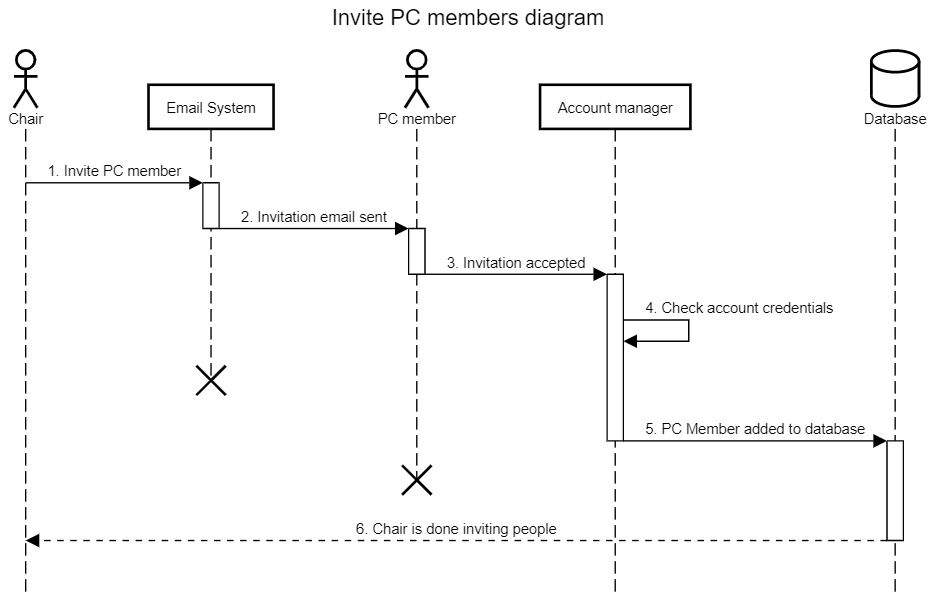 Invite PC members diagram
Chair
Email System
PC member
Account manager
Database
1. Invite PC member
2. Invitation email sent
3. Invitation accepted
4. Check account credentials
5. PC Member added to database
6. Chair is done inviting people